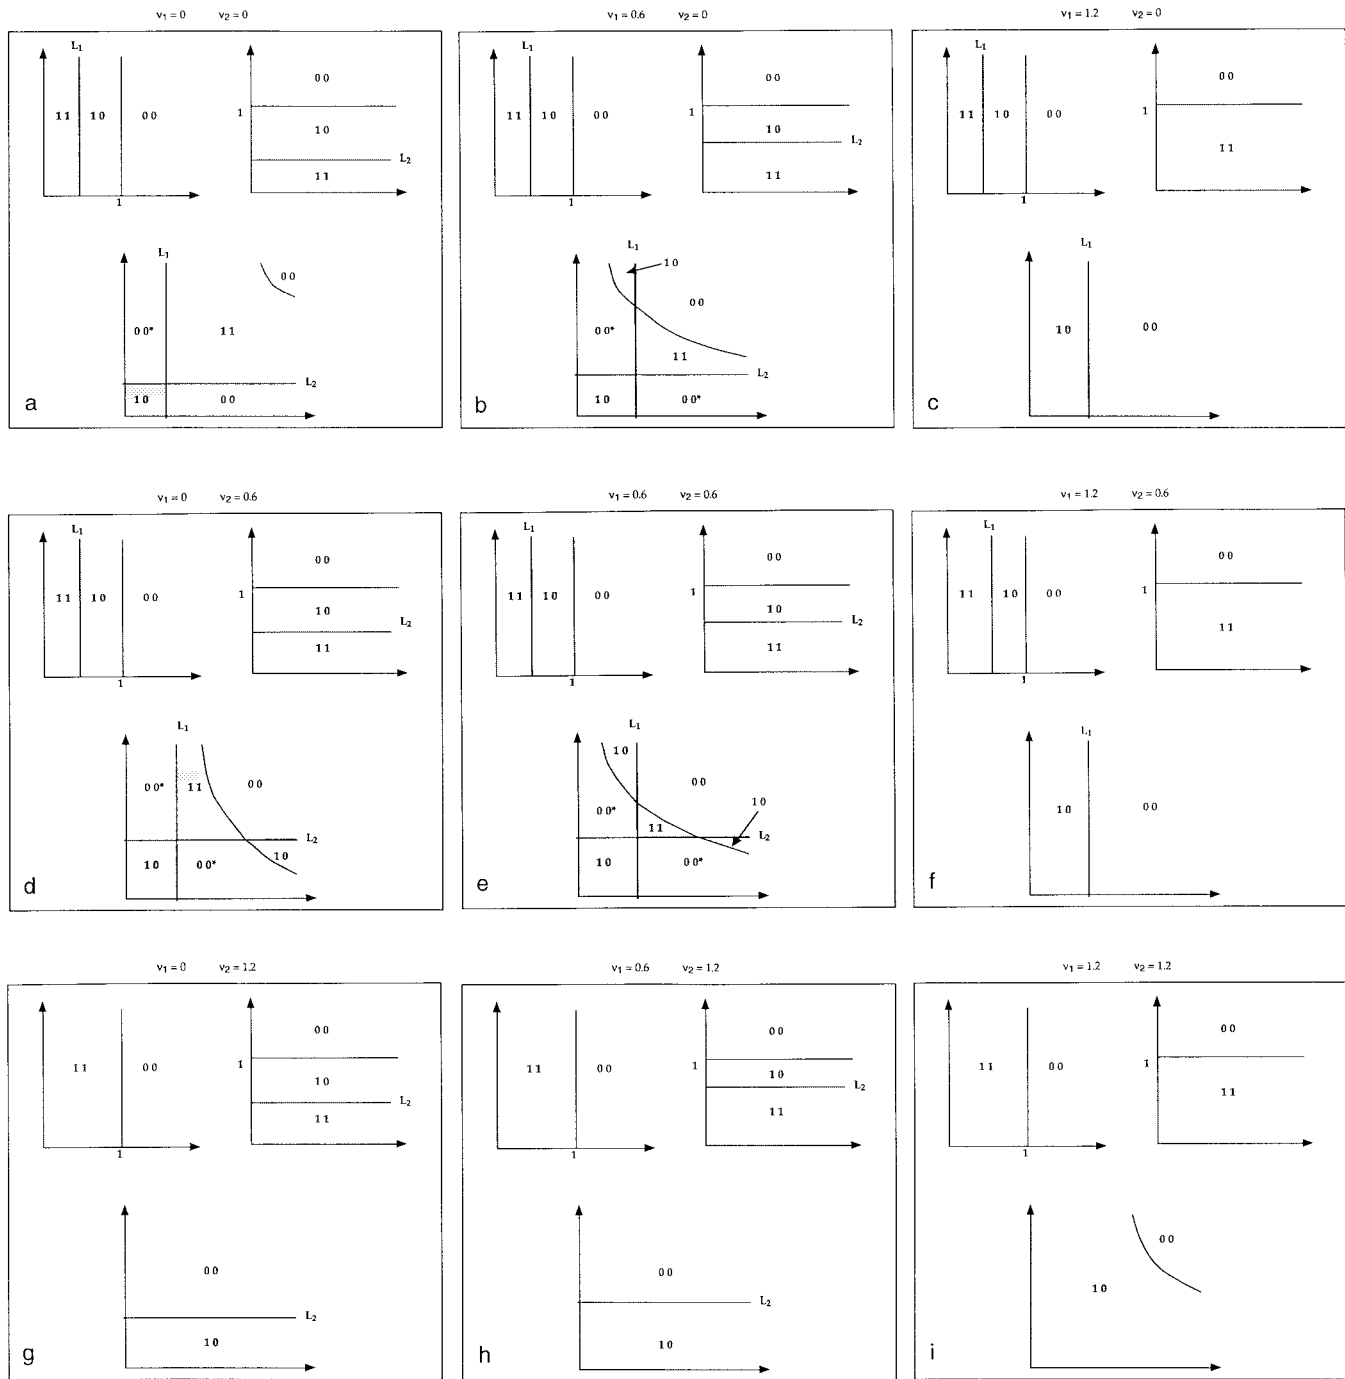 v₁ = 0 v₂ = 0
L₁
11 10 00
1
00
1
10
L₂
11
L₁
00
00* 11
L₂
10 00
a
v₁ = 0.6 v₂ = 0
L₁
11 10 00
1
00
1
10
L₂
11
L₁
10
00
00*
11
L₂
10 00*
b
v₁ = 1.2 v₂ = 0
L₁
11 10 00
1
00
1
11
L₁
10 00
c
v₁ = 0 v₂ = 0.6
L₁
11 10 00
1
00
1
10
L₂
11
L₁
00* 11 00
L₂
10 00* 10
d
v₁ = 0.6 v₂ = 0.6
L₁
11 10 00
1
00
1
10
L₂
11
L₁
10
00
10
00*
11
L₂
10 00*
e
v₁ = 1.2 v₂ = 0.6
L₁
11 10 00
1
00
1
11
L₁
10 00
f
v₁ = 0 v₂ = 1.2
11 00
1
00
1
10
L₂
11
00
L₂
10
g
v₁ = 0.6 v₂ = 1.2
11 00
1
00
1
10
L₂
11
00
L₂
10
h
v₁ = 1.2 v₂ = 1.2
11 00
1
00
1
11
00
10
i